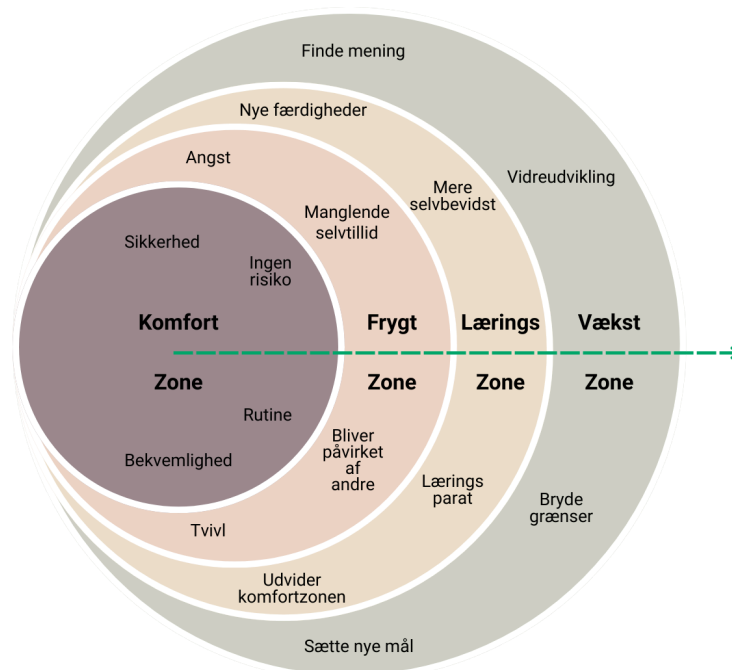 Finde mening
Nye færdigheder
Angst
Vidreudvikling
Mere
selvbevidst
Manglende
selvtillid
Sikkerhed
Ingen
risiko
Komfort
Frygt
Lærings
Vækst
Zone
Zone
Zone
Zone
Rutine
Bliver
påvirket
af
andre
Bekvemlighed
Lærings
parat
Bryde
grænser
Tvivl
Udvider
komfortzonen
Sætte nye mål